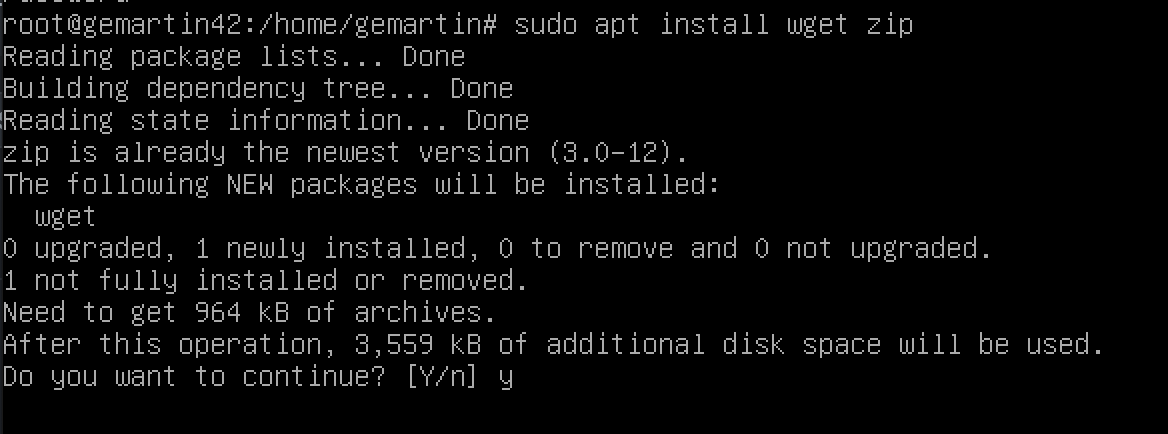 root@gemartin42:/home/gemartin# sudo apt install wget zip
Reading package lists... Done
Building dependency tree... Done
Reading state information... Done
zip is already the newest version (3.0-12).
The following NEW packages will be installed:
  wget
0 upgraded, 1 newly installed, 0 to remove and 0 not upgraded.
1 not fully installed or removed.
Need to get 964 kB of archives.
After this operation, 3,559 kB of additional disk space will be used.
Do you want to continue? [Y/n] y